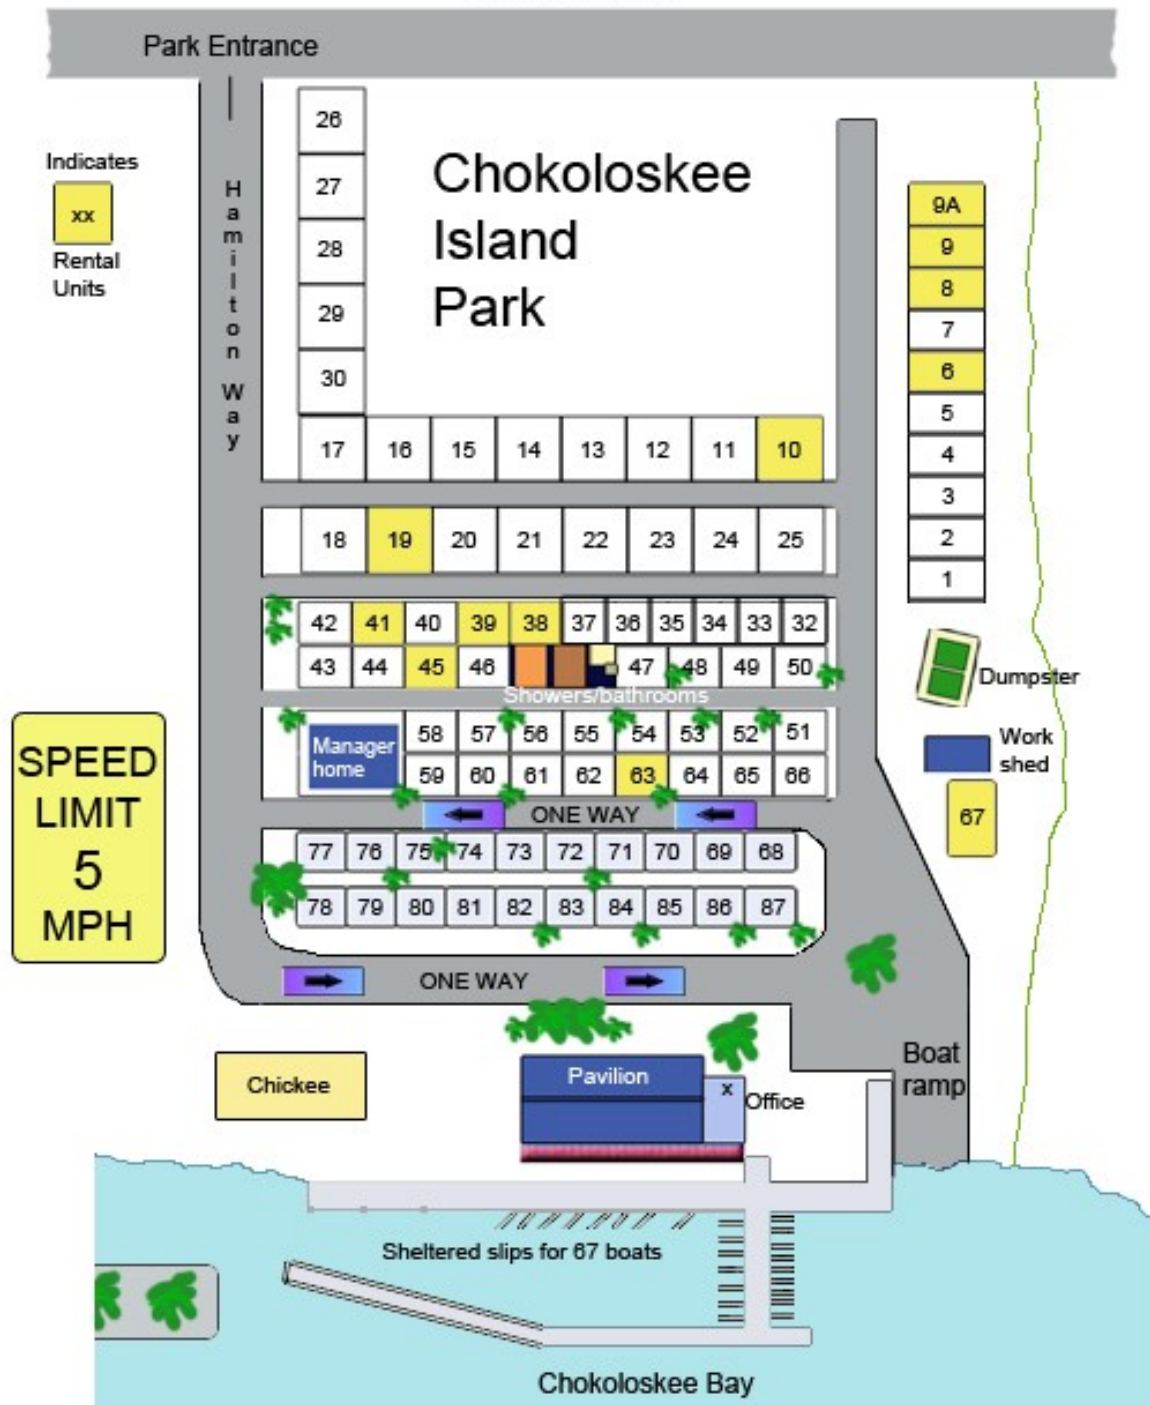 Park Entrance
Indicates
xx
Rental
Units
Hamilton Way
Chokoloskee
Island
Park
26
27
28
29
30
9A
9
8
7
6
5
4
3
2
1
17 16 15 14 13 12 11 10
18 19 20 21 22 23 24 25
42 41 40 39 38 37 36 35 34 33 32
43 44 45 46 47 48 49 50
Showers/bathrooms
Dumpster
Manager
home
58 57 56 55 54 53 52 51
59 60 61 62 63 64 65 66
Work
shed
67
SPEED
LIMIT
5
MPH
ONE WAY
77 76 75 74 73 72 71 70 69 68
78 79 80 81 82 83 84 85 86 87
ONE WAY
Boat
ramp
Chickee
Pavilion
x
Office
Sheltered slips for 67 boats
Chokoloskee Bay